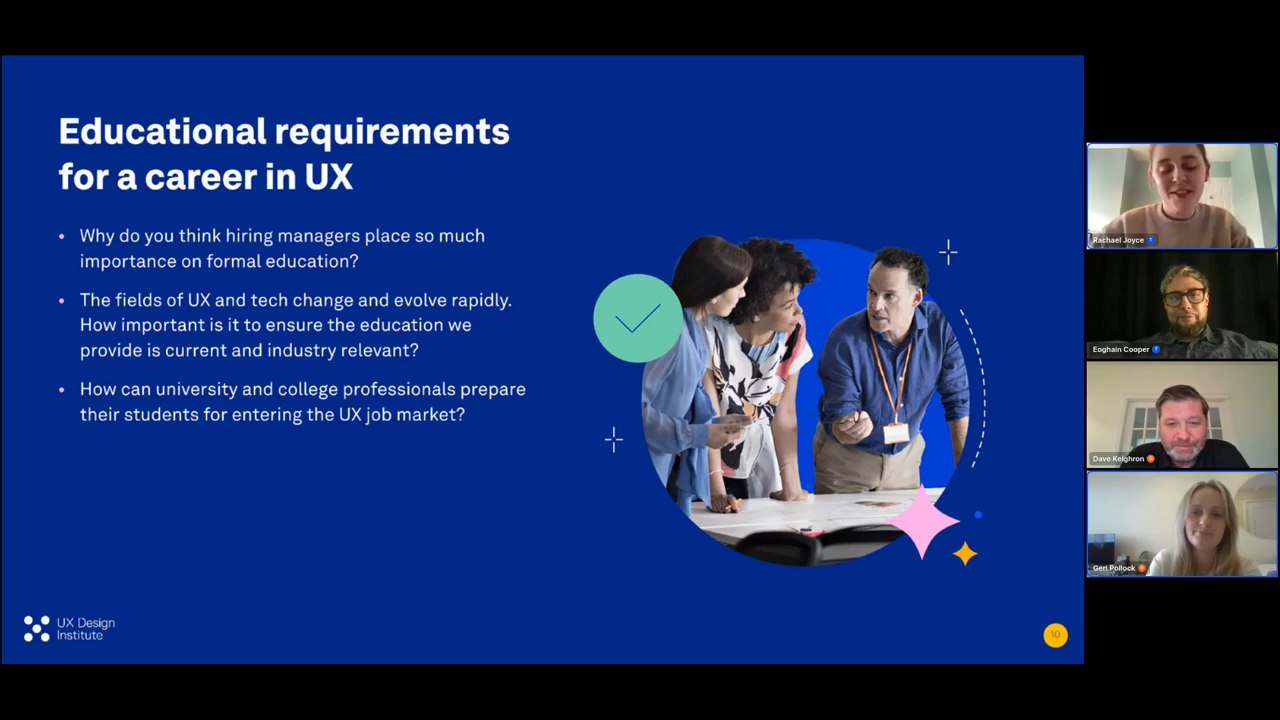 Educational requirements
for a career in UX
• Why do you think hiring managers place so much
importance on formal education?
• The fields of UX and tech change and evolve rapidly.
How important is it to ensure the education we
provide is current and industry relevant?
• How can university and college professionals prepare
their students for entering the UX job market?
UX Design
Institute
10
Rachael Joyce
Eoghain Cooper
Dave Keighron
Geri Pollock